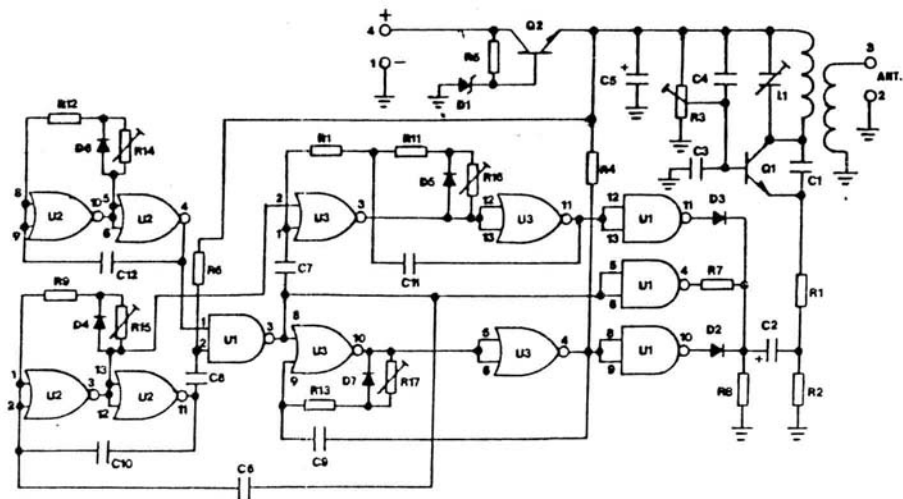 +
4
Q2
3
1
−
R5
C5
+
C4
L1
ANT.
R12
D1
R3
2
D6
R14
R1
R11
R4
C3
Q1
C1
8
10
5
4
2
D5
R16
U2
U2
3
12
11
12
11
D3
9
6
U3
U3
U1
1
13
13
R6
C12
C7
C11
5
4
R7
R1
R9
U1
6
D4
R15
1
U1
3
8
10
5
4
8
10
D2
C2
2
U3
U3
U1
+
13
C8
9
D7
R17
6
9
R2
1
3
11
R13
R8
U2
U2
2
12
C10
C9
C6